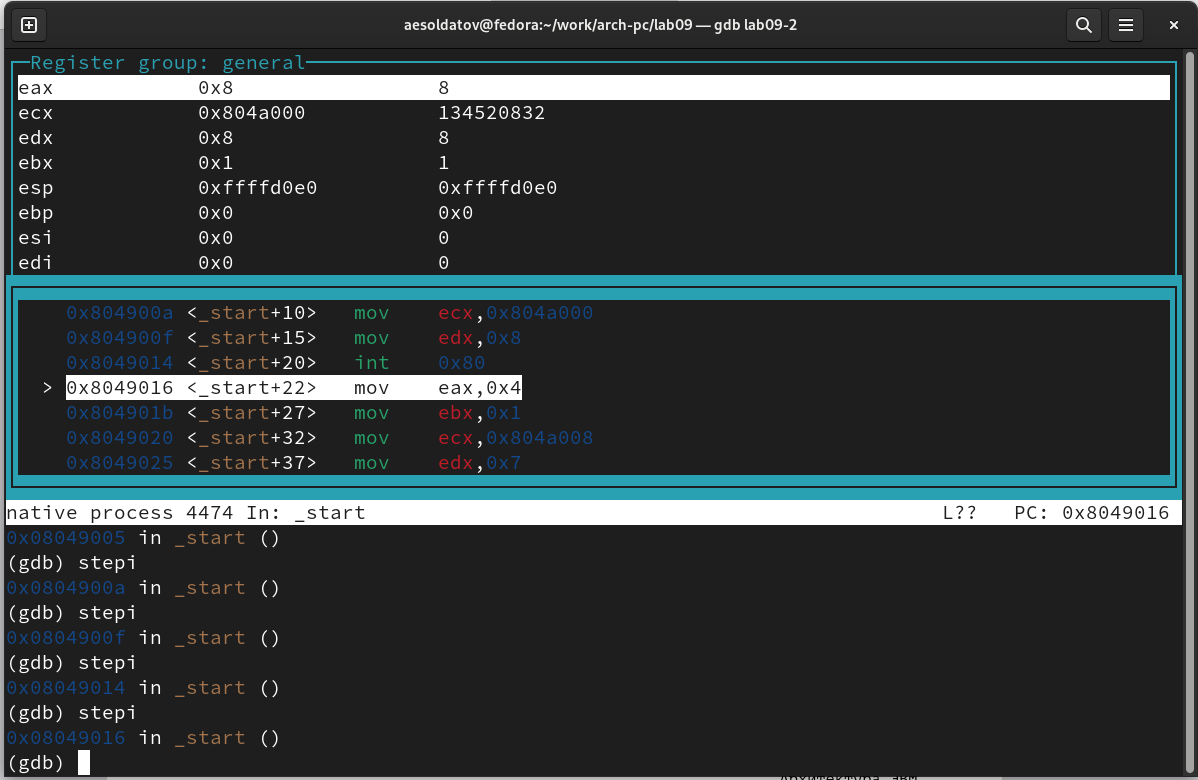 aesoldatov@fedora:~/work/arch-pc/lab09 — gdb lab09-2
Register group: general
eax 0x8 8
ecx 0x804a000 134520832
edx 0x8 8
ebx 0x1 1
esp 0xffffd0e0 0xffffd0e0
ebp 0x0 0x0
esi 0x0 0
edi 0x0 0
0x804900a <_start+10> mov ecx,0x804a000
0x804900f <_start+15> mov edx,0x8
0x8049014 <_start+20> int 0x80
> 0x8049016 <_start+22> mov eax,0x4
0x804901b <_start+27> mov ebx,0x1
0x8049020 <_start+32> mov ecx,0x804a008
0x8049025 <_start+37> mov edx,0x7
native process 4474 In: _start L?? PC: 0x8049016
0x08049005 in _start ()
(gdb) stepi
0x0804900a in _start ()
(gdb) stepi
0x0804900f in _start ()
(gdb) stepi
0x08049014 in _start ()
(gdb) stepi
0x08049016 in _start ()
(gdb)